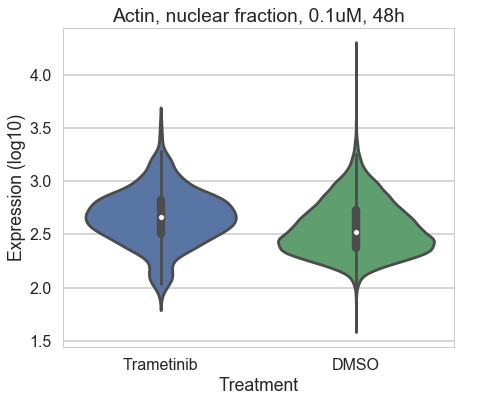 Actin, nuclear fraction, 0.1uM, 48h
Expression (log10)
4.0
3.5
3.0
2.5
2.0
1.5
Trametinib DMSO
Treatment